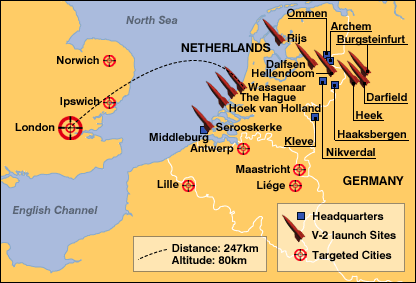 North Sea
Ommen
Archem
Burgsteinfurt
Rijs
NETHERLANDS
Norwich
Dalfsen
Hellendoorn
Wassenaar
The Hague
Ipswich
Hoek van Holland
Darfield
London
Serooskerke
Heek
Middelburg
Haaksbergen
Antwerp
Kleve
Nikverdal
Maastricht
Lille
Liége
GERMANY
English Channel
Headquarters
V-2 launch Sites
Targeted Cities
Distance: 247km
Altitude: 80km